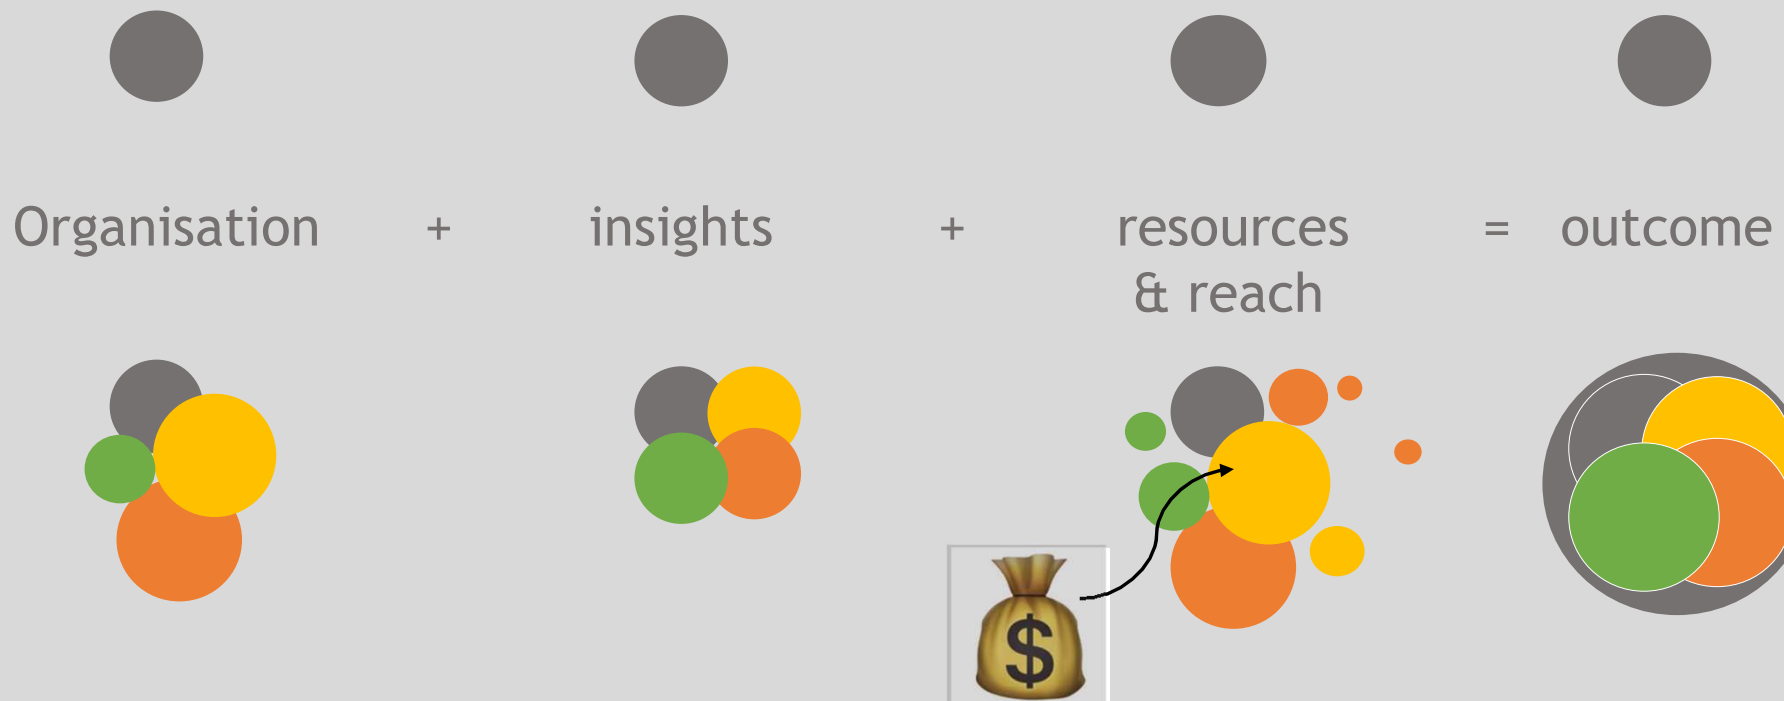 Organisation + insights + resources = outcome
& reach
$